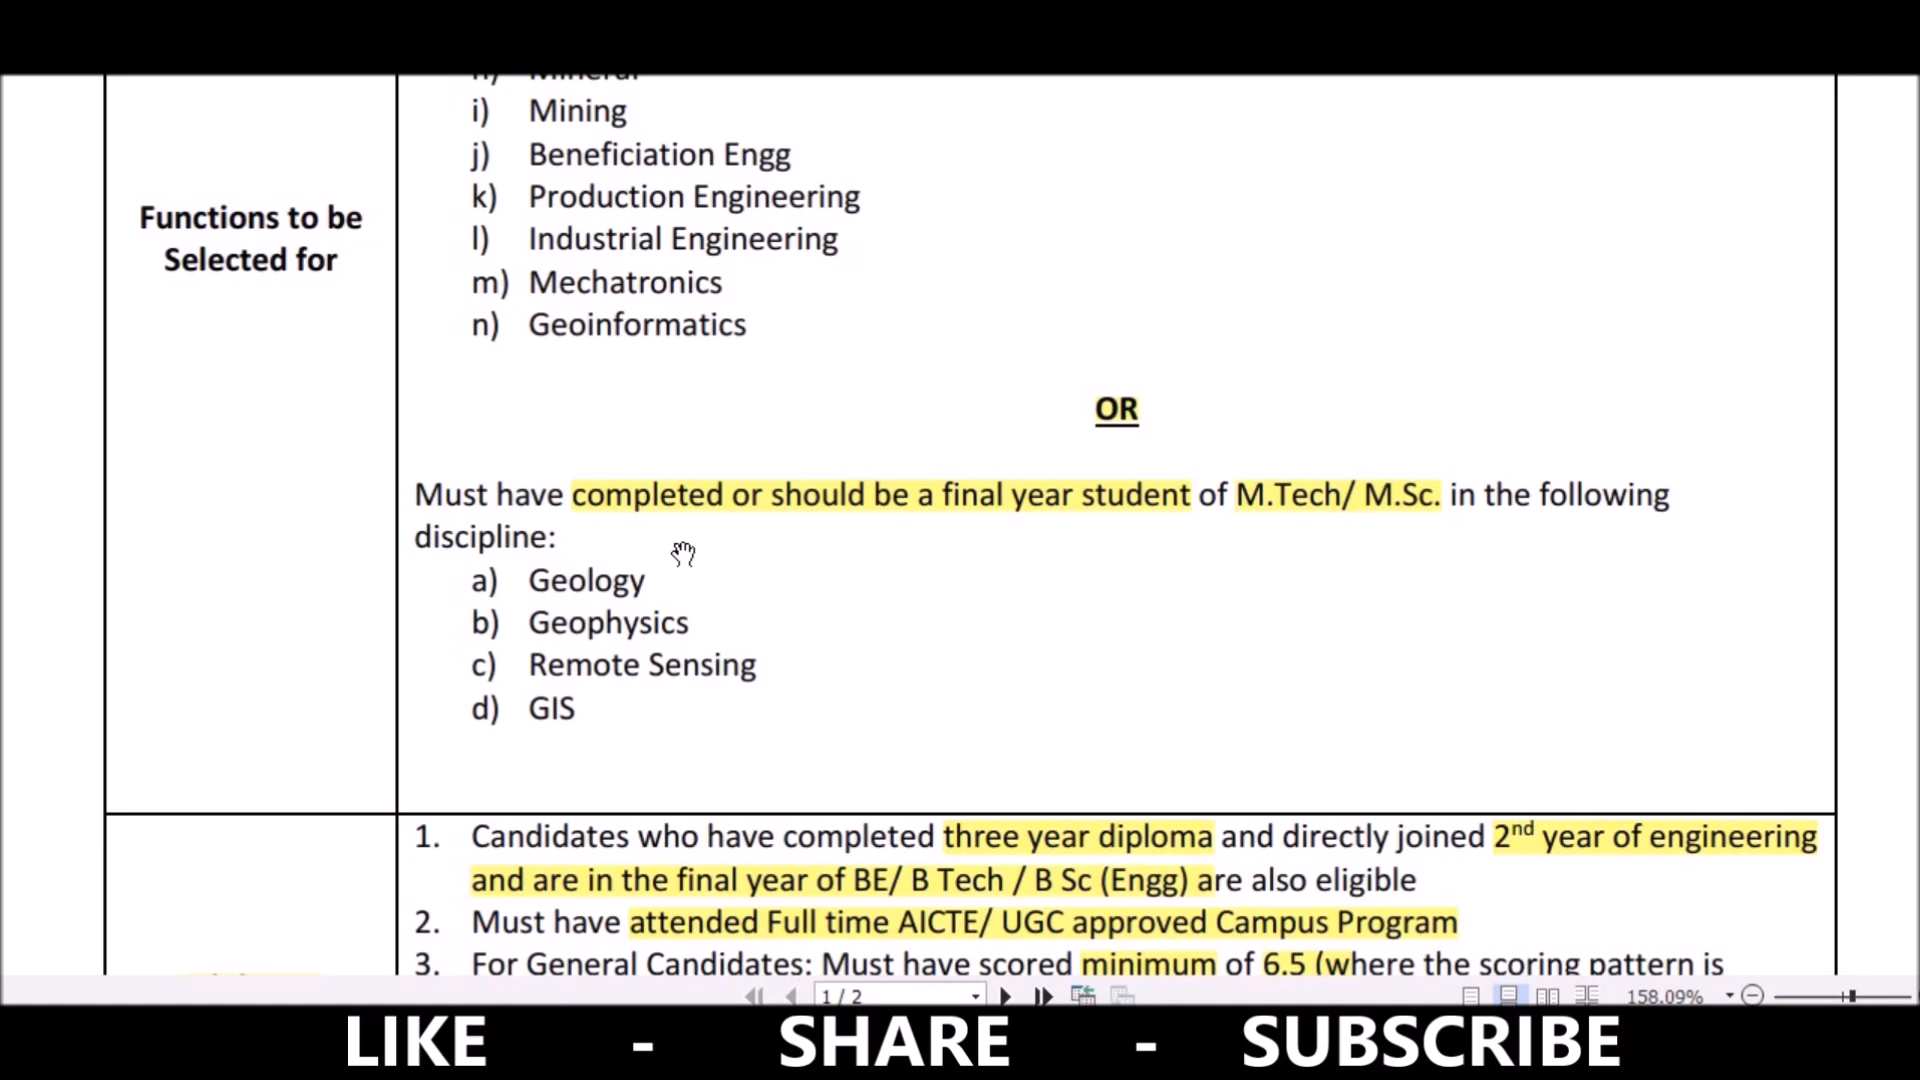 h) Mineral
i) Mining
j) Beneficiation Engg
k) Production Engineering
Functions to be
Selected for
l) Industrial Engineering
m) Mechatronics
n) Geoinformatics
OR
Must have completed or should be a final year student of M.Tech/ M.Sc. in the following
discipline:
a) Geology
b) Geophysics
c) Remote Sensing
d) GIS
1. Candidates who have completed three year diploma and directly joined 2nd year of engineering
and are in the final year of BE/ B Tech / B Sc (Engg) are also eligible
2. Must have attended Full time AICTE/ UGC approved Campus Program
3. For General Candidates: Must have scored minimum of 6.5 (where the scoring pattern is
1 / 2
158.09%
LIKE - SHARE - SUBSCRIBE